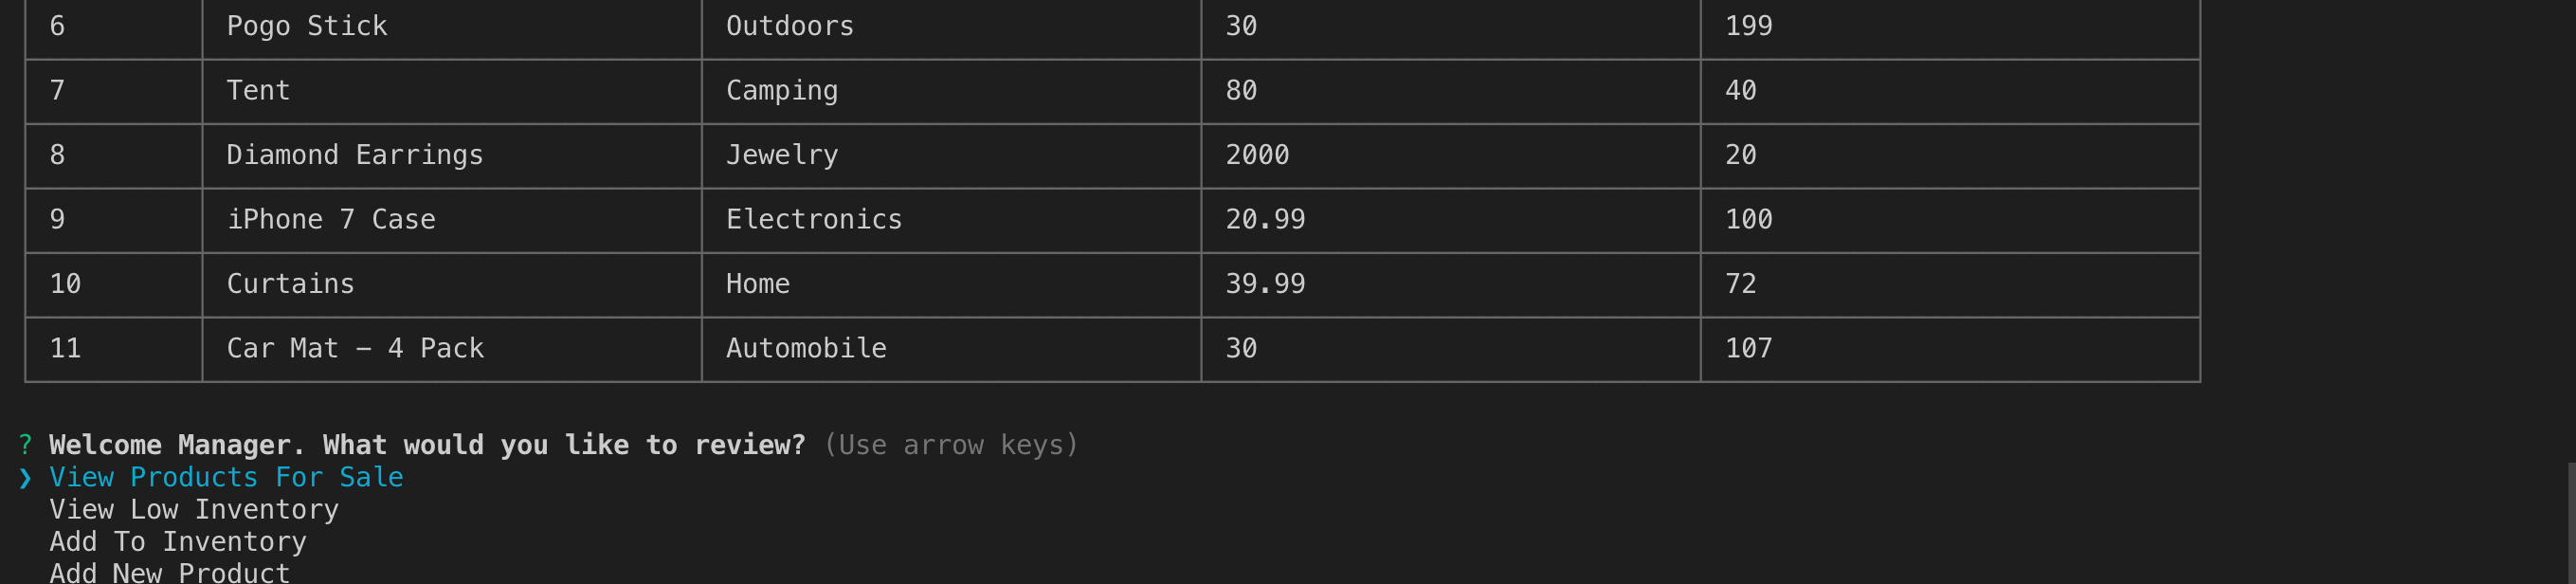 6 Pogo Stick Outdoors 30 199
7 Tent Camping 80 40
8 Diamond Earrings Jewelry 2000 20
9 iPhone 7 Case Electronics 20.99 100
10 Curtains Home 39.99 72
11 Car Mat – 4 Pack Automobile 30 107
? Welcome Manager. What would you like to review? (Use arrow keys)
❯ View Products For Sale
View Low Inventory
Add To Inventory
Add New Product